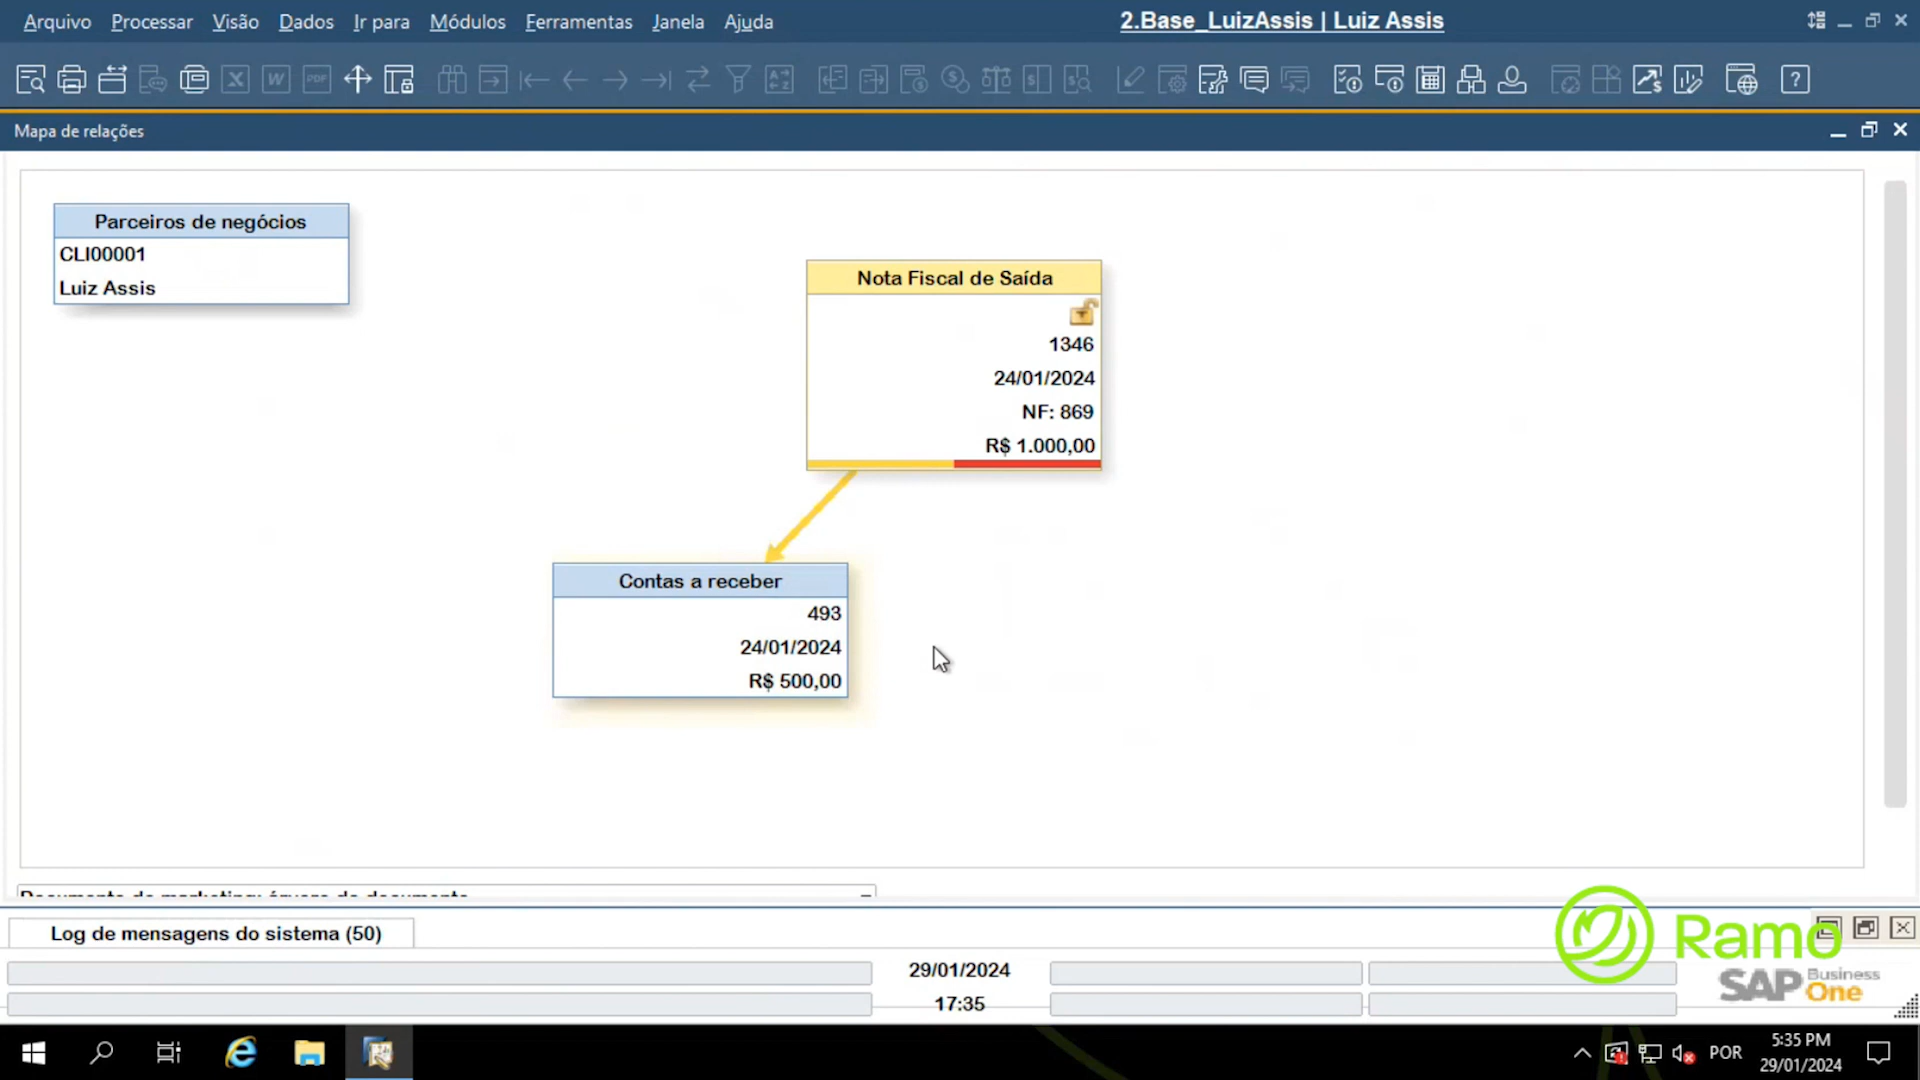 Arquivo Processar Visão Dados Ir para Módulos Ferramentas Janela Ajuda
2.Base_LuizAssis | Luiz Assis
Mapa de relações
Parceiros de negócios
CLI00001
Luiz Assis
Nota Fiscal de Saída
1346
24/01/2024
NF: 869
R$ 1.000,00
Contas a receber
493
24/01/2024
R$ 500,00
Log de mensagens do sistema (50)
29/01/2024
17:35
Ramo
SAP Business One
POR
5:35 PM
29/01/2024